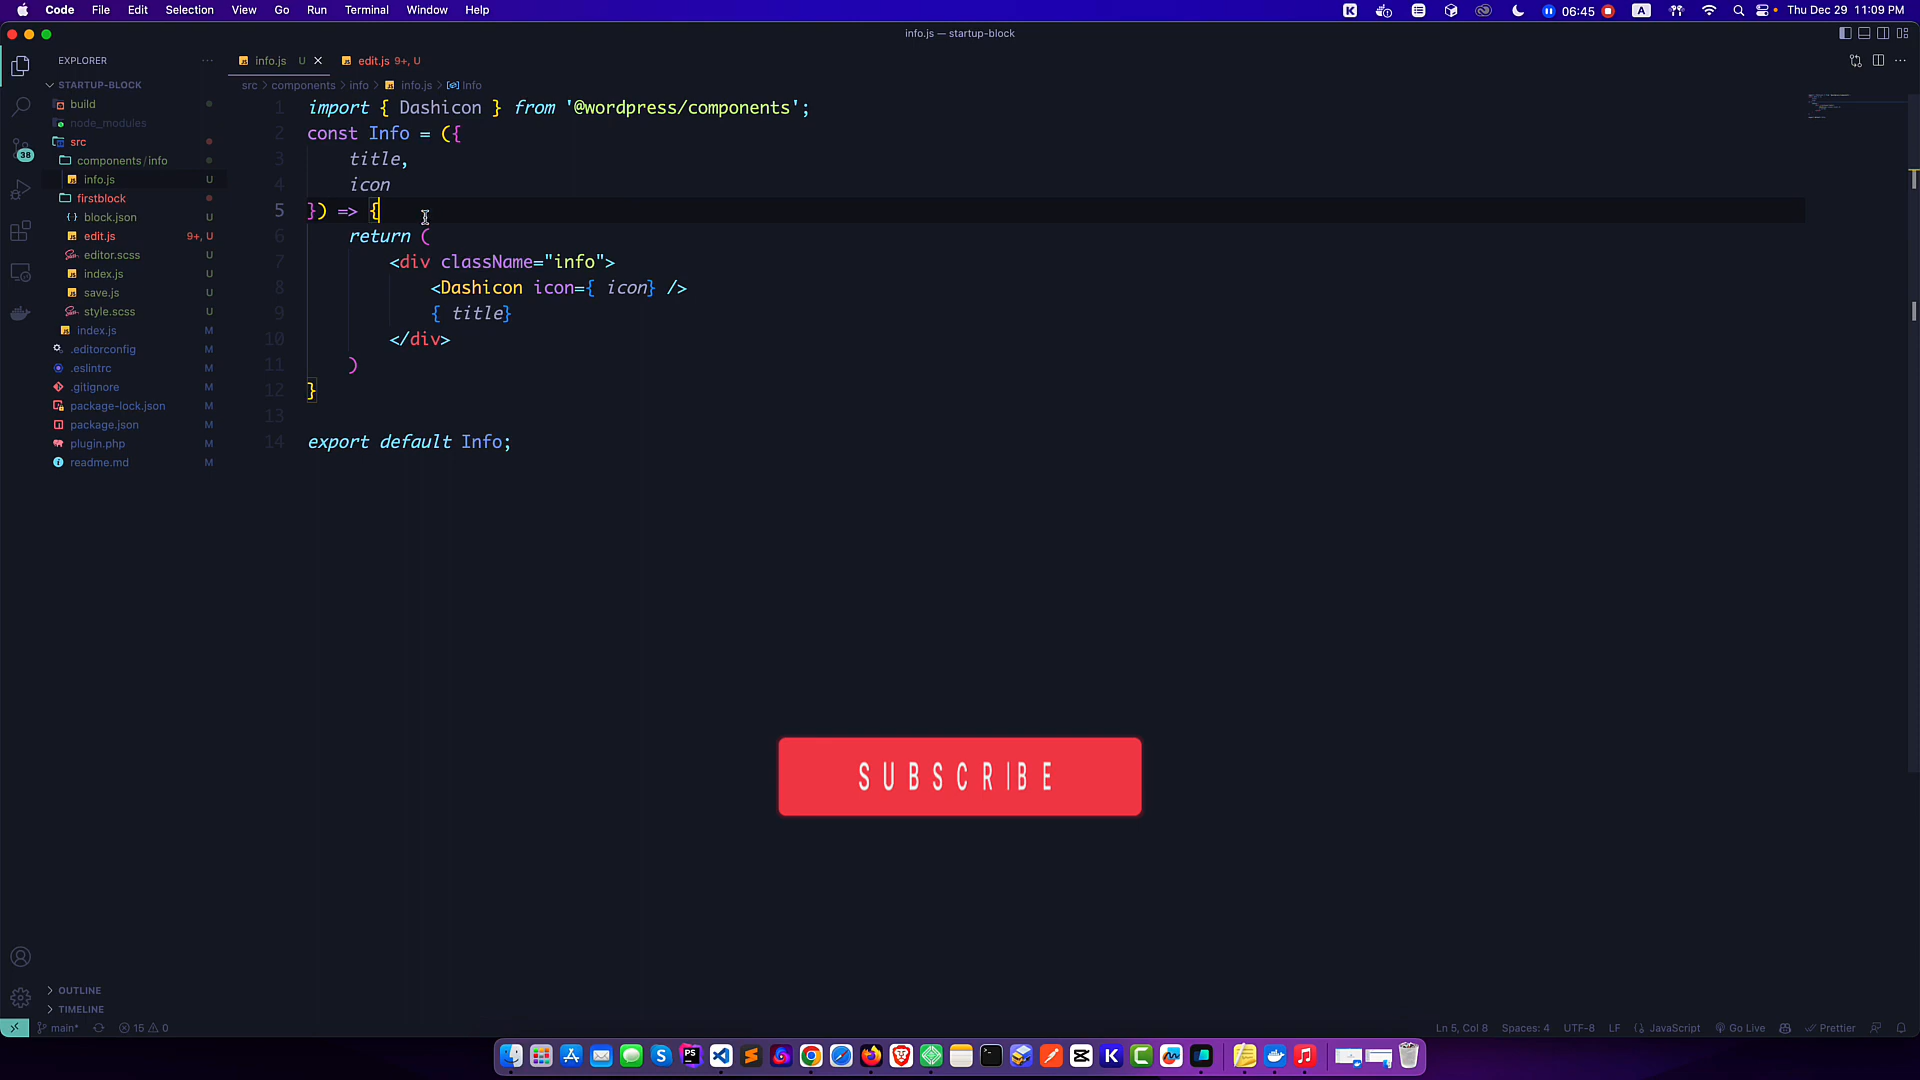 Code File Edit Selection View Go Run Terminal Window Help
06:45 A Thu Dec 29 11:09 PM
info.js — startup-block
EXPLORER
STARTUP-BLOCK
build
node_modules
src
components / info
info.js U
firstblock
block.json U
edit.js 9+, U
editor.scss U
index.js U
save.js U
style.scss U
index.js M
.editorconfig M
.eslintrc M
.gitignore M
package-lock.json M
package.json M
plugin.php M
readme.md M
38
OUTLINE
TIMELINE
info.js U
edit.js 9+, U
src > components > info > info.js > Info
1 import { Dashicon } from '@wordpress/components';
2 const Info = ({
3 title,
4 icon
5 }) => {
6 return (
7 <div className="info">
8 <Dashicon icon={ icon} />
9 { title}
10 </div>
11 )
12 }
13
14 export default Info;
SUBSCRIBE
main* 15 0
Ln 5, Col 8 Spaces: 4 UTF-8 LF JavaScript Go Live Prettier
PS